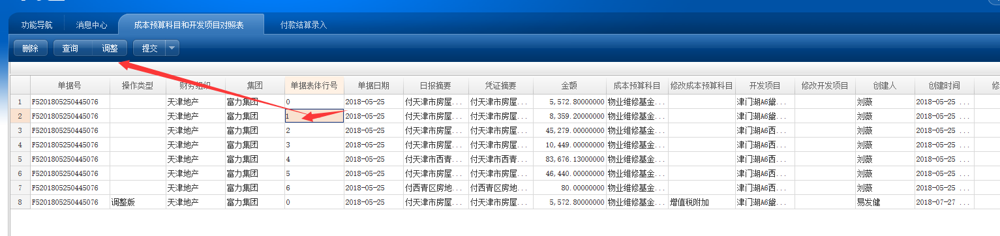 功能导航 消息中心 成本预算科目和开发项目对照表 付款结算录入
删除 查询 调整 提交
单据号 操作类型 财务组织 集团 单据表体行号 单据日期 日报摘要 凭证摘要 金额 成本预算科目 修改成本预算科目 开发项目 修改开发项目 创建人 创建时间 修
1 F5201805250445076 天津地产 富力集团 0 2018-05-25 付天津市房屋... 付天津市房屋... 5,572.80000000 物业维修基金... 津门湖A6黛... 刘薇 2018-05-25 ...
2 F5201805250445076 天津地产 富力集团 1 2018-05-25 付天津市房屋... 付天津市房屋... 8,359.20000000 物业维修基金... 津门湖A6黛... 刘薇 2018-05-25 ...
3 F5201805250445076 天津地产 富力集团 2 2018-05-25 付天津市房屋... 付天津市房屋... 45,279.00000000 物业维修基金... 津门湖A6西... 刘薇 2018-05-25 ...
4 F5201805250445076 天津地产 富力集团 3 2018-05-25 付天津市房屋... 付天津市房屋... 10,449.00000000 物业维修基金... 津门湖A6西... 刘薇 2018-05-25 ...
5 F5201805250445076 天津地产 富力集团 4 2018-05-25 付天津市西青... 付天津市西青... 83,676.13000000 物业维修基金... 津门湖A6西... 刘薇 2018-05-25 ...
6 F5201805250445076 天津地产 富力集团 5 2018-05-25 付天津市房屋... 付天津市房屋... 46,440.00000000 物业维修基金... 津门湖A6西... 刘薇 2018-05-25 ...
7 F5201805250445076 天津地产 富力集团 6 2018-05-25 付西青区房地... 付西青区房地... 80.00000000 物业维修基金... 津门湖A6西... 刘薇 2018-05-25 ...
8 F5201805250445076 调整版 天津地产 富力集团 0 2018-05-25 付天津市房屋... 付天津市房屋... 5,572.80000000 物业维修基金... 增值税附加 津门湖A6黛... 易发健 2018-07-27 ...